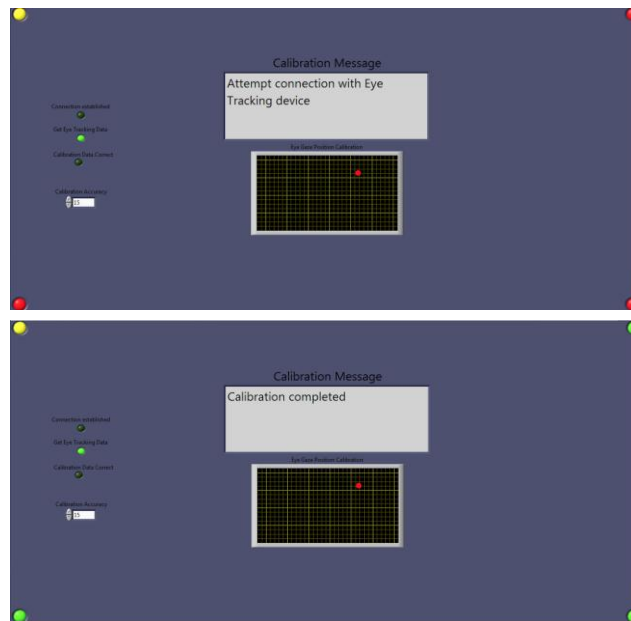 Calibration Message
Attempt connection with Eye
Tracking device
Connection established
Get Eye Tracking Data
Calibration Data Correct
Calibration Accuracy
15
Eye Gaze Position Calibration
Calibration Message
Calibration completed
Connection established
Get Eye Tracking Data
Calibration Data Correct
Calibration Accuracy
15
Eye Gaze Position Calibration